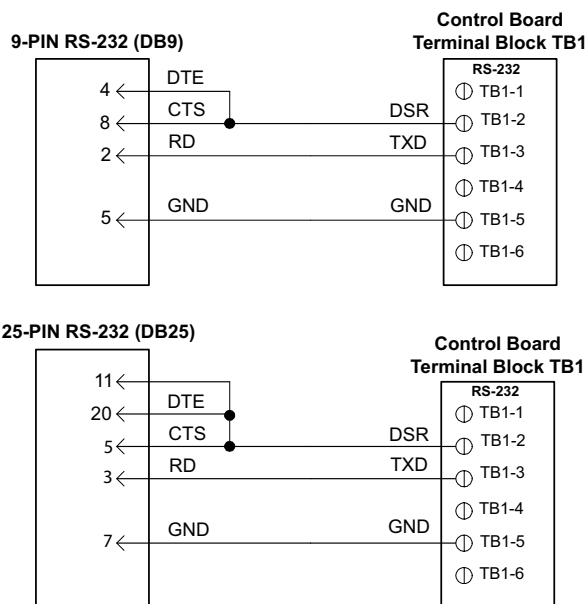 9-PIN RS-232 (DB9)
Control Board
Terminal Block TB1
RS-232
4 DTE TB1-1
8 CTS DSR TB1-2
2 RD TXD TB1-3
TB1-4
5 GND GND TB1-5
TB1-6
25-PIN RS-232 (DB25)
Control Board
Terminal Block TB1
RS-232
11
20 DTE TB1-1
5 CTS DSR TB1-2
3 RD TXD TB1-3
TB1-4
7 GND GND TB1-5
TB1-6